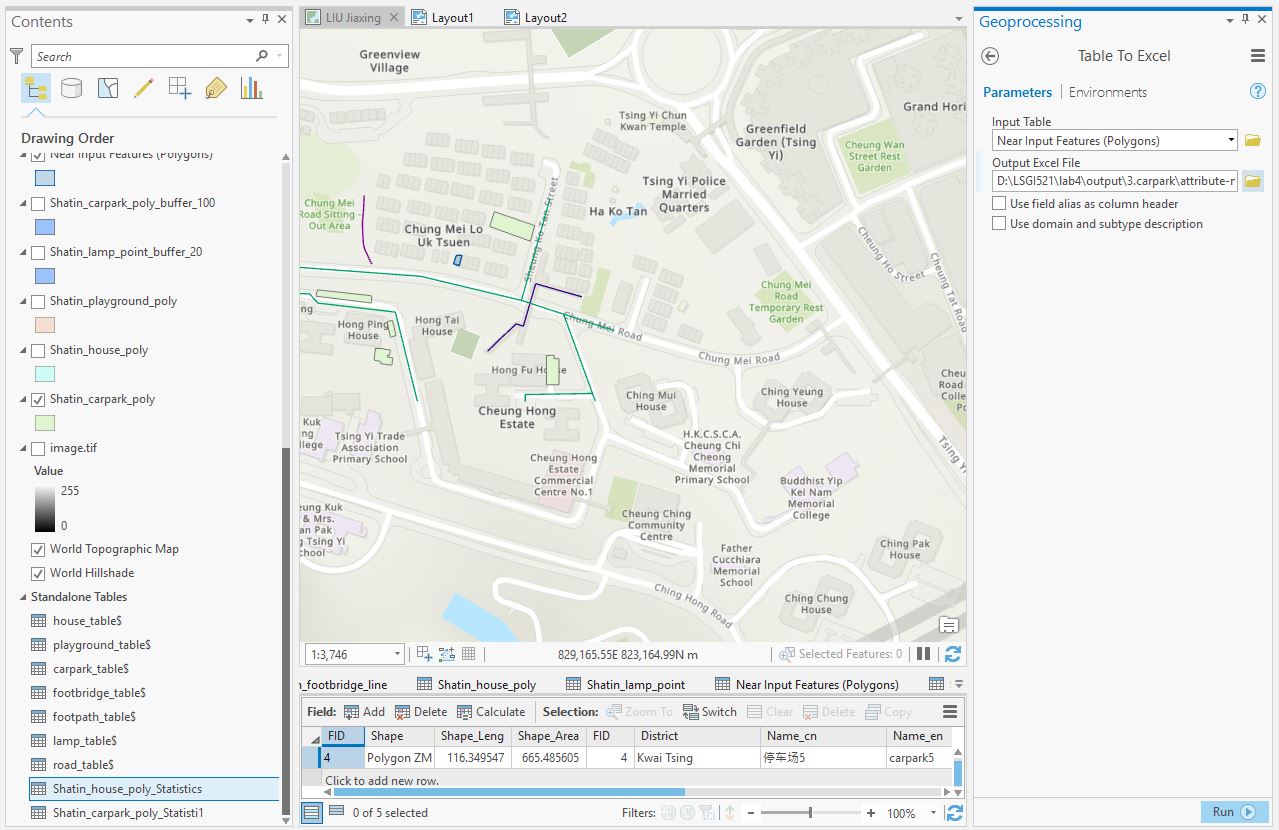 Contents
Search
Drawing Order
Near Input Features (Polygons)
Shatin_carpark_poly_buffer_100
Shatin_lamp_point_buffer_20
Shatin_playground_poly
Shatin_house_poly
Shatin_carpark_poly
image.tif
Value
255
0
World Topographic Map
World Hillshade
Standalone Tables
house_table$
playground_table$
carpark_table$
footbridge_table$
footpath_table$
lamp_table$
road_table$
Shatin_house_poly_Statistics
Shatin_carpark_poly_Statisti1
LIU Jiaxing
Layout1
Layout2
Greenview
Village
Tsing Yi Chun
Kwan Temple
Greenfield
Garden (Tsing
Yi)
Grand Hori
Cheung Wan
Street Rest
Garden
Tsing Yi Police
Married
Quarters
Ha Ko Tan
Cheung Mei
Road Sitting -
Out Area
Chung Mei Lo
Uk Tsuen
Sheung Ko Tan Street
Cheung Ho Street
Cheung Tat Road
Chung Mei
Road
Temporary Rest
Garden
Chung Mei Road
Chung Mei Road
ng
Hong Ping
House
Hong Tai
House
Hong Fu House
Cheung Hong
Estate
Ching Mui
House
Ching Yeung
House
Cheu
Road
Co
P
Tsing Yi
Kuk
ng
llege
Tsing Yi Trade
Association
Primary School
H.K.C.S.C.A.
Cheung Chi
Cheong
Memorial
Primary School
Cheung Hong
Estate
Commercial
Centre No.1
Buddhist Yip
Kei Nam
Memorial
College
eung Kuk
& Mrs.
an Pak
g Tsing Yi
chool
Cheung Ching
Community
Centre
Father
Cucchiara
Memorial
School
Ching Pak
House
Ching Chung
House
Ching Hong Road
1:3,746
829,165.55E 823,164.99N m
Selected Features: 0
n_footbridge_line
Shatin_house_poly
Shatin_lamp_point
Near Input Features (Polygons)
Field: Add Delete Calculate Selection: Zoom To Switch Clear Delete Copy
FID Shape Shape_Leng Shape_Area FID District Name_cn Name_en
4 Polygon ZM 116.349547 665.485605 4 Kwai Tsing 停车场5 carpark5
Click to add new row.
0 of 5 selected
Filters:
100%
Geoprocessing
Table To Excel
Parameters Environments
Input Table
Near Input Features (Polygons)
Output Excel File
D:\LSGI521\lab4\output\3.carpark\attribute-r
Use field alias as column header
Use domain and subtype description
Run